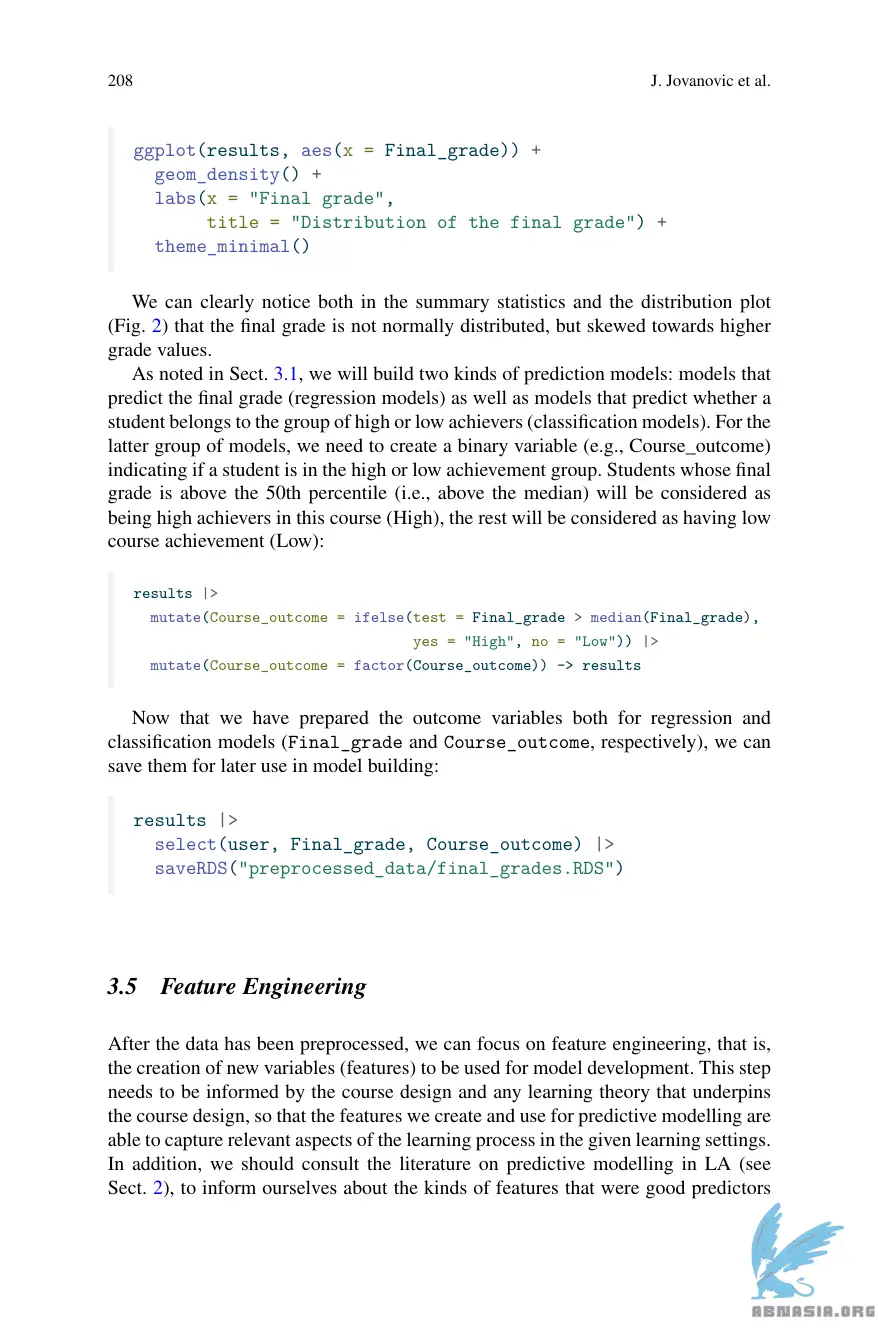 208
J. Jovanovic et al.
ggplot(results, aes(x = Final_grade)) +
  geom_density() +
  labs(x = "Final grade",
       title = "Distribution of the final grade") +
  theme_minimal()
We can clearly notice both in the summary statistics and the distribution plot
(Fig. 2) that the final grade is not normally distributed, but skewed towards higher
grade values.
As noted in Sect. 3.1, we will build two kinds of prediction models: models that
predict the final grade (regression models) as well as models that predict whether a
student belongs to the group of high or low achievers (classification models). For the
latter group of models, we need to create a binary variable (e.g., Course_outcome)
indicating if a student is in the high or low achievement group. Students whose final
grade is above the 50th percentile (i.e., above the median) will be considered as
being high achievers in this course (High), the rest will be considered as having low
course achievement (Low):
results |>
  mutate(Course_outcome = ifelse(test = Final_grade > median(Final_grade),
                                 yes = "High", no = "Low")) |>
  mutate(Course_outcome = factor(Course_outcome)) -> results
Now that we have prepared the outcome variables both for regression and
classification models (Final_grade and Course_outcome, respectively), we can
save them for later use in model building:
results |>
  select(user, Final_grade, Course_outcome) |>
  saveRDS("preprocessed_data/final_grades.RDS")
3.5 Feature Engineering
After the data has been preprocessed, we can focus on feature engineering, that is,
the creation of new variables (features) to be used for model development. This step
needs to be informed by the course design and any learning theory that underpins
the course design, so that the features we create and use for predictive modelling are
able to capture relevant aspects of the learning process in the given learning settings.
In addition, we should consult the literature on predictive modelling in LA (see
Sect. 2), to inform ourselves about the kinds of features that were good predictors
ABNASIA.ORG